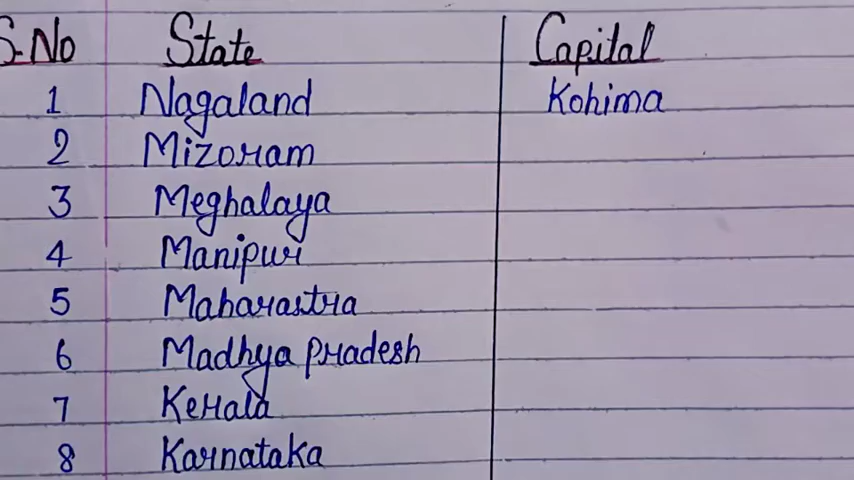 S.No State Capital
1 Nagaland Kohima
2 Mizoram
3 Meghalaya
4 Manipur
5 Maharastra
6 Madhya pradesh
7 Kerala
8 Karnataka